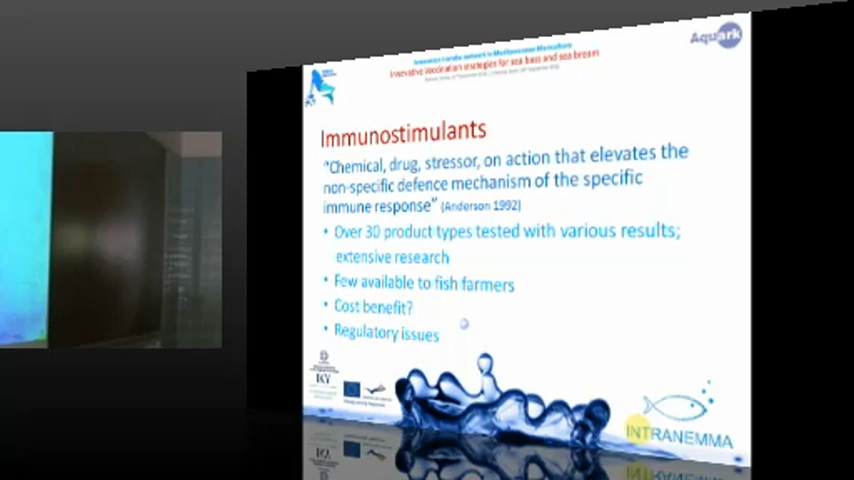 Aquark
Innovative Vaccination strategies for sea bass and sea bream
Immunostimulants
"Chemical, drug, stressor, on action that elevates the
non-specific defence mechanism of the specific
immune response" (Anderson 1992)
• Over 30 product types tested with various results;
extensive research
• Few available to fish farmers
• Cost benefit?
• Regulatory issues
IKY
INTRANEMMA